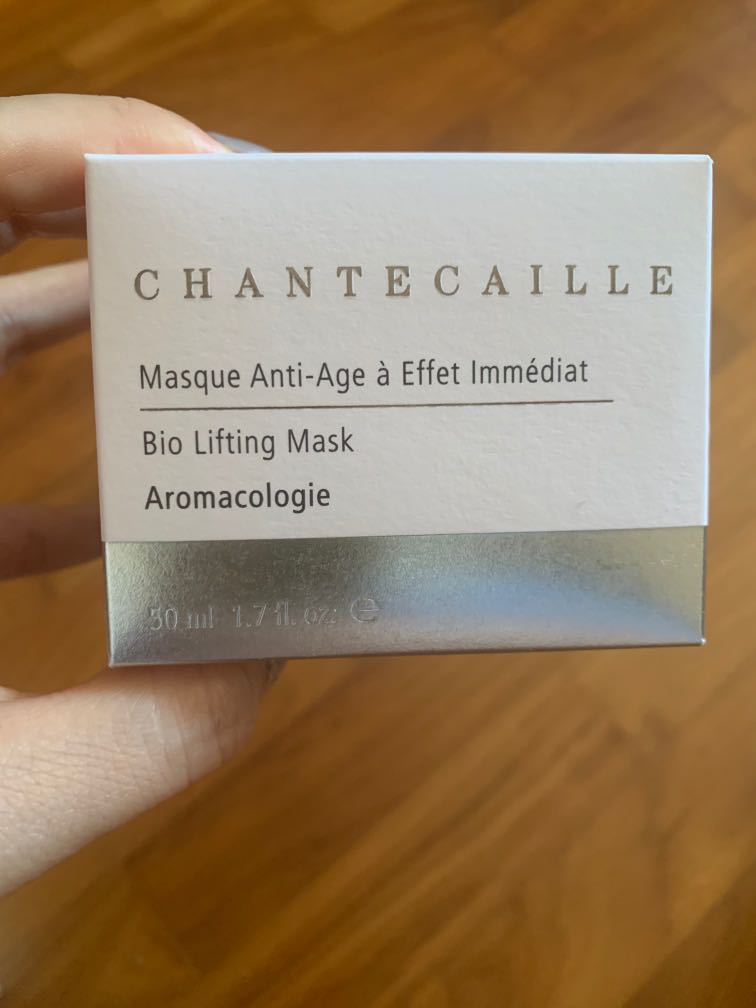 CHANTECAILLE
Masque Anti-Age à Effet Immédiat
Bio Lifting Mask
Aromacologie
50 ml 1.7 fl. oz. ℮